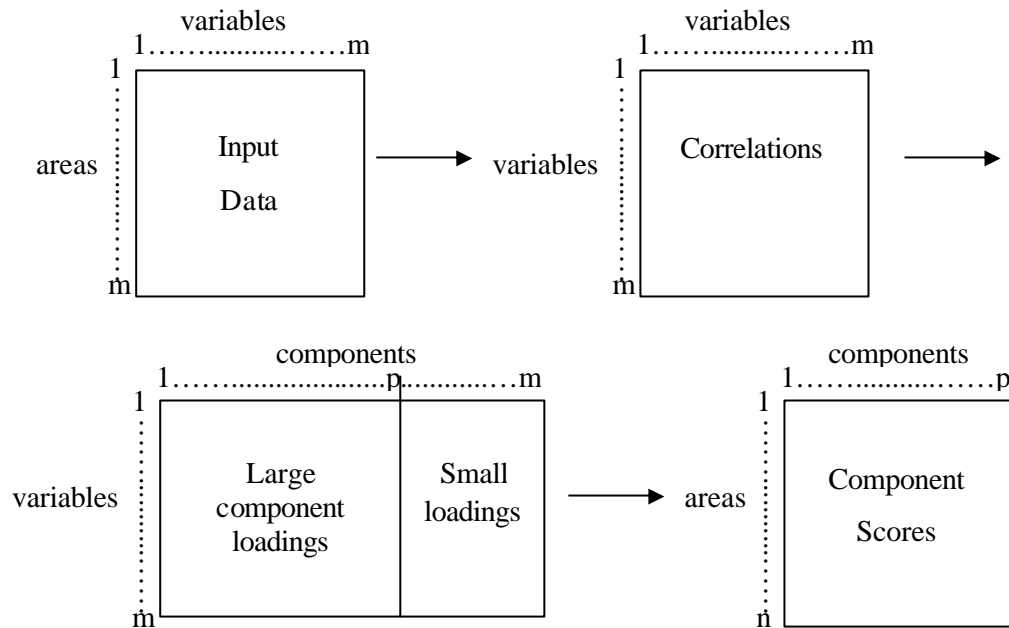 variables
1……...........……m
1
areas
Input
Data
m
variables
1……...........……m
1
variables
Correlations
m
components
1…….....................p...........…m
1
variables
Large
component
loadings
Small
loadings
m
components
1……...........……p
1
areas
Component
Scores
n